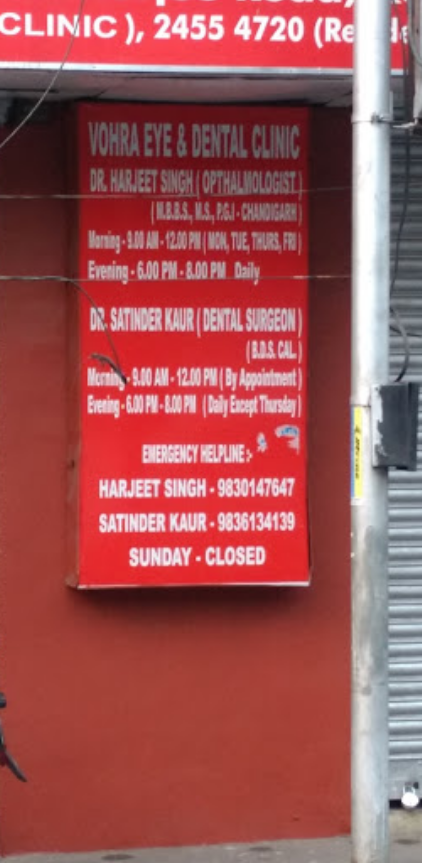 CLINIC ), 2455 4720 (Reside
VOHRA EYE & DENTAL CLINIC
DR. HARJEET SINGH ( OPTHALMOLOGIST )
( M.B.B.S., M.S., P.G.I - CHANDIGARH )
Morning - 9.00 AM - 12.00 PM ( MON, TUE, THURS, FRI )
Evening - 6.00 PM - 8.00 PM Daily
DR. SATINDER KAUR ( DENTAL SURGEON )
( B.D.S. CAL. )
Morning - 9.00 AM - 12.00 PM ( By Appointment )
Evening - 6.00 PM - 8.00 PM ( Daily Except Thursday )
EMERGENCY HELPLINE :-
HARJEET SINGH - 9830147647
SATINDER KAUR - 9836134139
SUNDAY - CLOSED